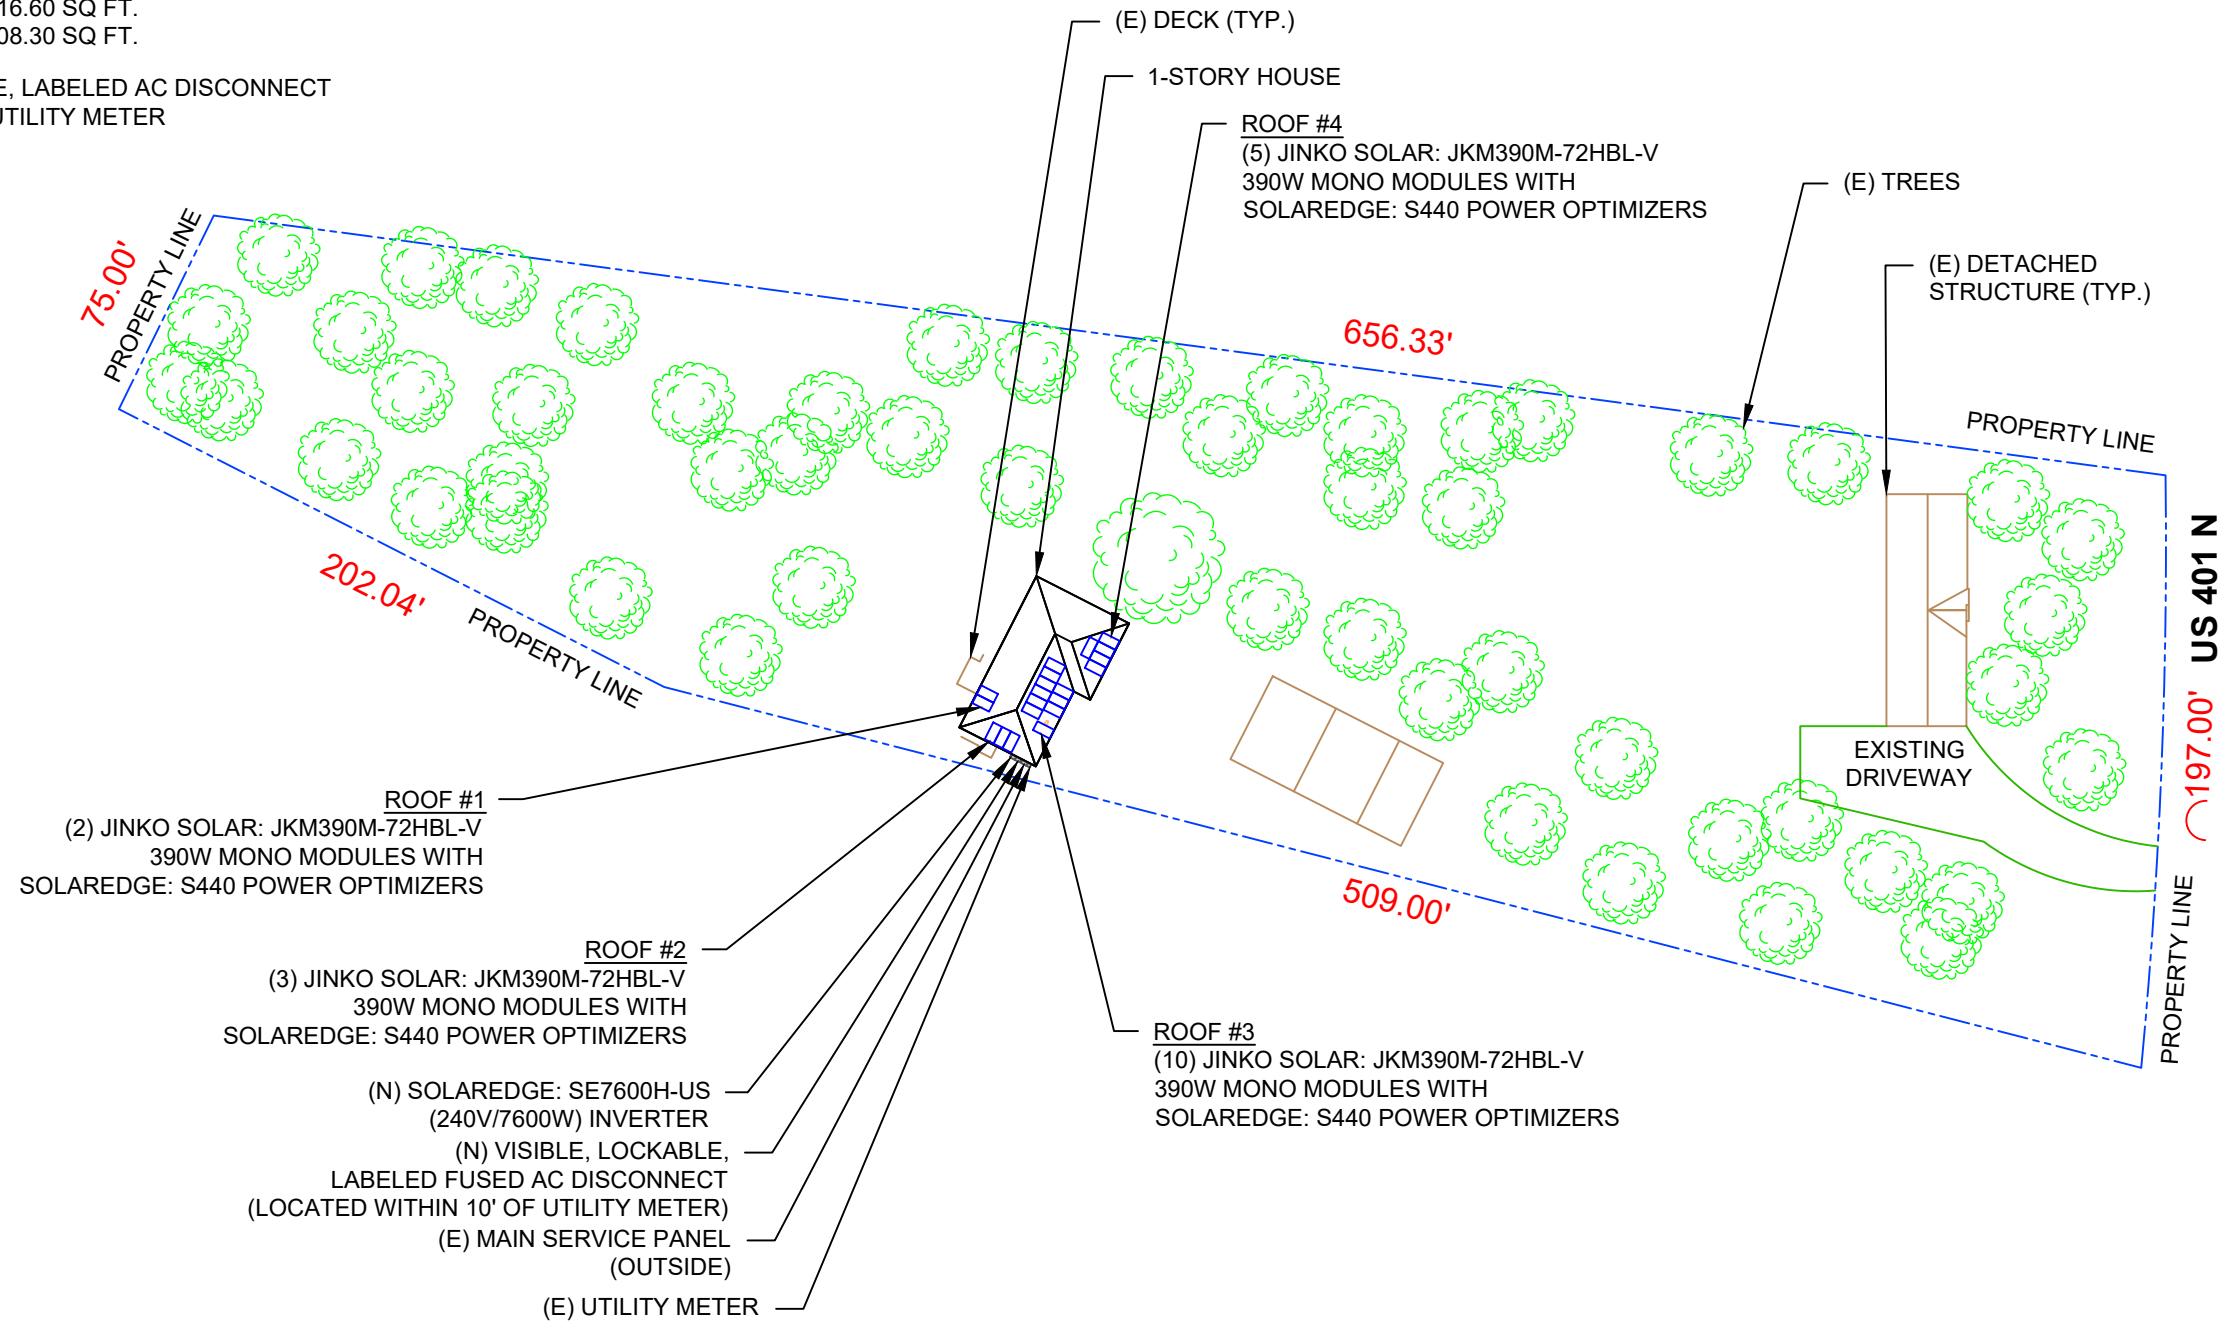 16.60 SQ FT.
08.30 SQ FT.
E, LABELED AC DISCONNECT
UTILITY METER
(E) DECK (TYP.)
1-STORY HOUSE
ROOF #4
(5) JINKO SOLAR: JKM390M-72HBL-V
390W MONO MODULES WITH
SOLAREDGE: S440 POWER OPTIMIZERS
(E) TREES
(E) DETACHED
STRUCTURE (TYP.)
75.00'
PROPERTY LINE
656.33'
PROPERTY LINE
202.04'
PROPERTY LINE
US 401 N
197.00'
EXISTING
DRIVEWAY
PROPERTY LINE
509.00'
ROOF #1
(2) JINKO SOLAR: JKM390M-72HBL-V
390W MONO MODULES WITH
SOLAREDGE: S440 POWER OPTIMIZERS
ROOF #2
(3) JINKO SOLAR: JKM390M-72HBL-V
390W MONO MODULES WITH
SOLAREDGE: S440 POWER OPTIMIZERS
ROOF #3
(10) JINKO SOLAR: JKM390M-72HBL-V
390W MONO MODULES WITH
SOLAREDGE: S440 POWER OPTIMIZERS
(N) SOLAREDGE: SE7600H-US
(240V/7600W) INVERTER
(N) VISIBLE, LOCKABLE,
LABELED FUSED AC DISCONNECT
(LOCATED WITHIN 10' OF UTILITY METER)
(E) MAIN SERVICE PANEL
(OUTSIDE)
(E) UTILITY METER